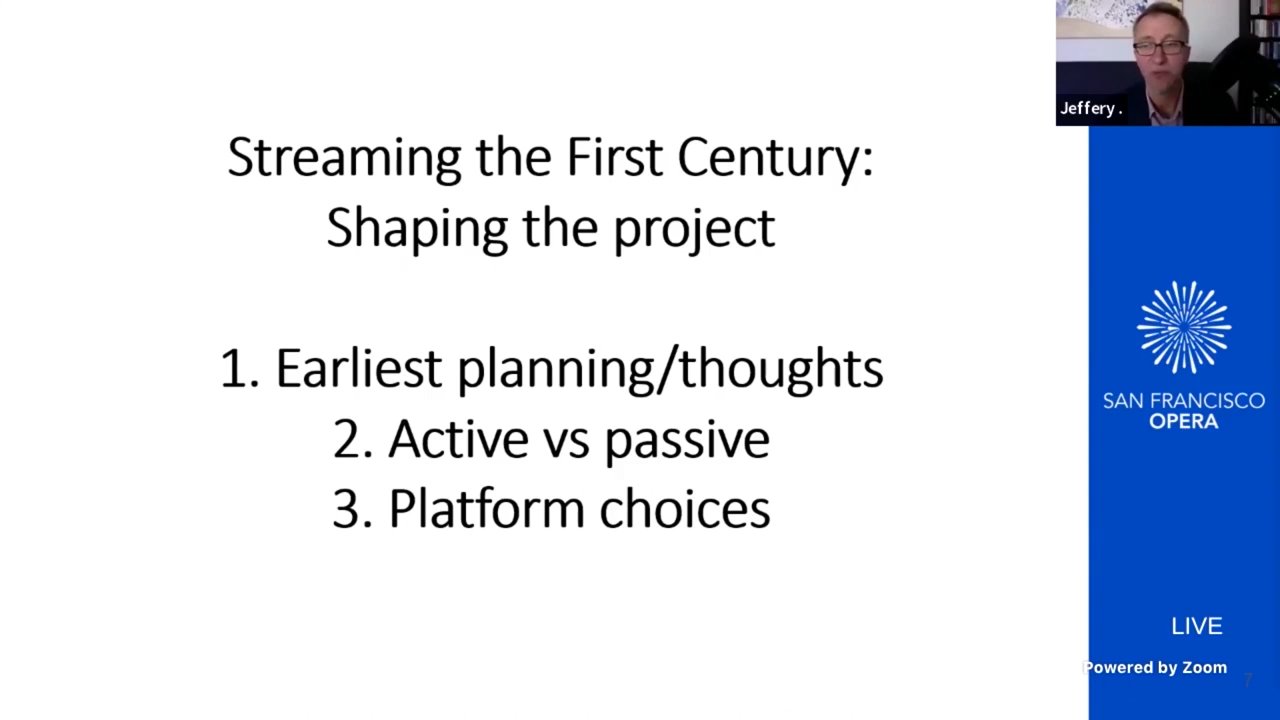 Streaming the First Century:
Shaping the project
1. Earliest planning/thoughts
2. Active vs passive
3. Platform choices
Jeffery .
SAN FRANCISCO
OPERA
LIVE
Powered by Zoom
7